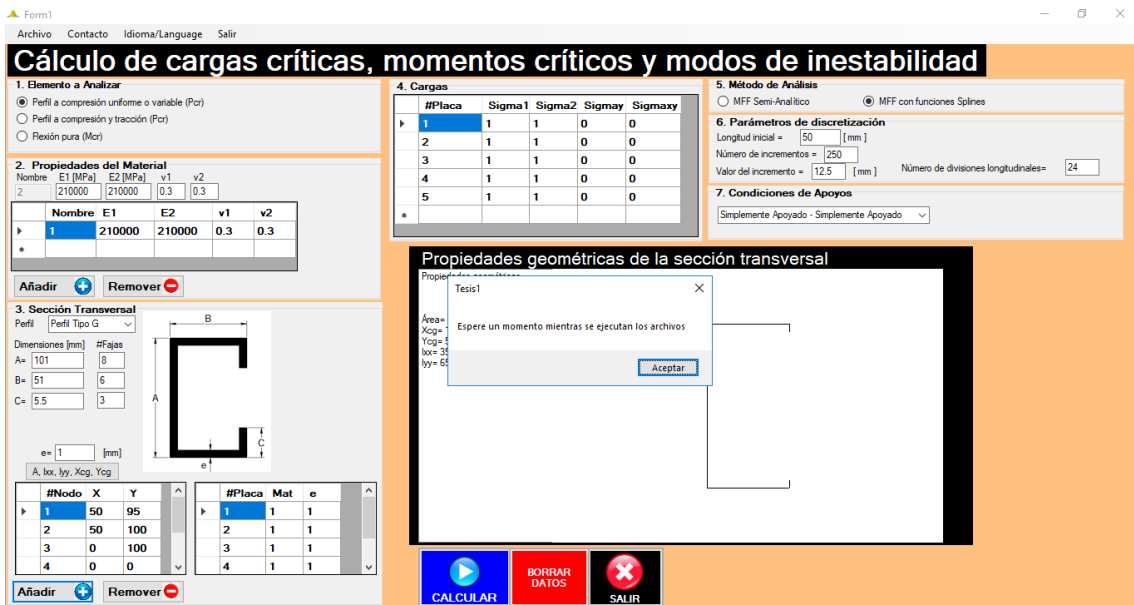 Form1
Archivo Contacto Idioma/Language Salir
Cálculo de cargas críticas, momentos críticos y modos de inestabilidad
1. Elemento a Analizar
Perfil a compresión uniforme o variable (Pcr)
Perfil a compresión y tracción (Pcr)
Flexión pura (Mcr)
2. Propiedades del Material
Nombre E1 [MPa] E2 [MPa] v1 v2
2 210000 210000 0.3 0.3
Nombre E1 E2 v1 v2
1 210000 210000 0.3 0.3
Añadir Remover
3. Sección Transversal
Perfil Perfil Tipo G
Dimensiones [mm] #Fajas
A= 101 8
B= 51 6
C= 5.5 3
e= 1 [mm]
A, Ixx, Iyy, Xcg, Ycg
B
A
C
e
#Nodo X Y
1 50 95
2 50 100
3 0 100
4 0 0
#Placa Mat e
1 1 1
2 1 1
3 1 1
4 1 1
Añadir Remover
4. Cargas
#Placa Sigma1 Sigma2 Sigmay Sigmaxy
1 1 1 0 0
2 1 1 0 0
3 1 1 0 0
4 1 1 0 0
5 1 1 0 0
5. Método de Análisis
MFF Semi-Analítico MFF con funciones Splines
6. Parámetros de discretización
Longitud inicial = 50 [mm]
Número de incrementos = 250
Valor del incremento = 12.5 [mm] Número de divisiones longitudinales= 24
7. Condiciones de Apoyos
Simplemente Apoyado - Simplemente Apoyado
Propiedades geométricas de la sección transversal
Área=
Xcg=
Ycg= 5
Ixx= 35
Iyy= 65
Tesis1
Espere un momento mientras se ejecutan los archivos
Aceptar
CALCULAR
BORRAR
DATOS
SALIR